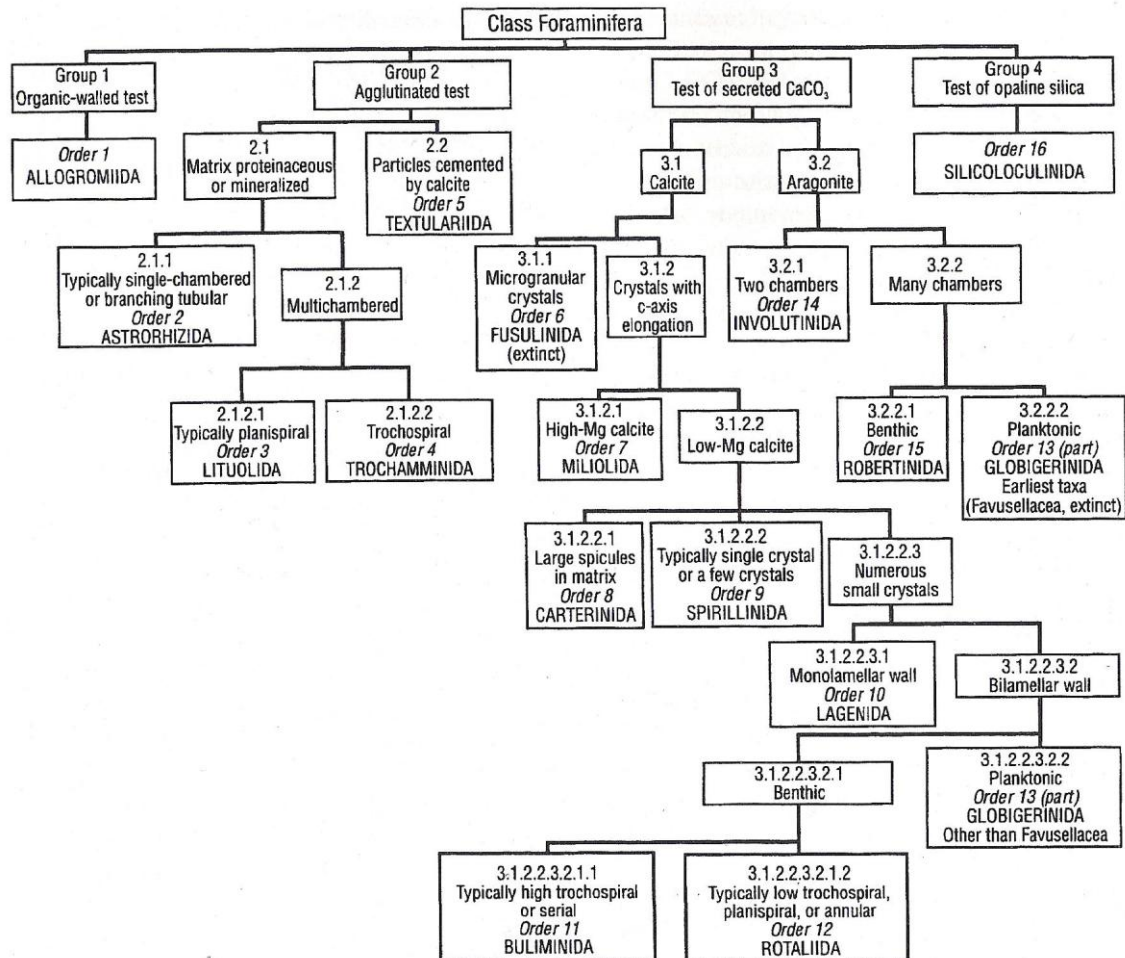 Class Foraminifera
Group 1
Organic-walled test
Group 2
Agglutinated test
Group 3
Test of secreted CaCO₃
Group 4
Test of opaline silica
Order 1
ALLOGROMIIDA
2.1
Matrix proteinaceous
or mineralized
2.2
Particles cemented
by calcite
Order 5
TEXTULARIIDA
3.1
Calcite
3.2
Aragonite
Order 16
SILICOLOCULINIDA
2.1.1
Typically single-chambered
or branching tubular
Order 2
ASTRORHIZIDA
2.1.2
Multichambered
3.1.1
Microgranular
crystals
Order 6
FUSULINIDA
(extinct)
3.1.2
Crystals with
c-axis
elongation
3.2.1
Two chambers
Order 14
INVOLUTINIDA
3.2.2
Many chambers
2.1.2.1
Typically planispiral
Order 3
LITUOLIDA
2.1.2.2
Trochospiral
Order 4
TROCHAMMINIDA
3.1.2.1
High-Mg calcite
Order 7
MILIOLIDA
3.1.2.2
Low-Mg calcite
3.2.2.1
Benthic
Order 15
ROBERTINIDA
3.2.2.2
Planktonic
Order 13 (part)
GLOBIGERINIDA
Earliest taxa
(Favusellacea, extinct)
3.1.2.2.1
Large spicules
in matrix
Order 8
CARTERINIDA
3.1.2.2.2
Typically single crystal
or a few crystals
Order 9
SPIRILLINIDA
3.1.2.2.3
Numerous
small crystals
3.1.2.2.3.1
Monolamellar wall
Order 10
LAGENIDA
3.1.2.2.3.2
Bilamellar wall
3.1.2.2.3.2.1
Benthic
3.1.2.2.3.2.2
Planktonic
Order 13 (part)
GLOBIGERINIDA
Other than Favusellacea
3.1.2.2.3.2.1.1
Typically high trochospiral
or serial
Order 11
BULIMINIDA
3.1.2.2.3.2.1.2
Typically low trochospiral,
planispiral, or annular
Order 12
ROTALIIDA